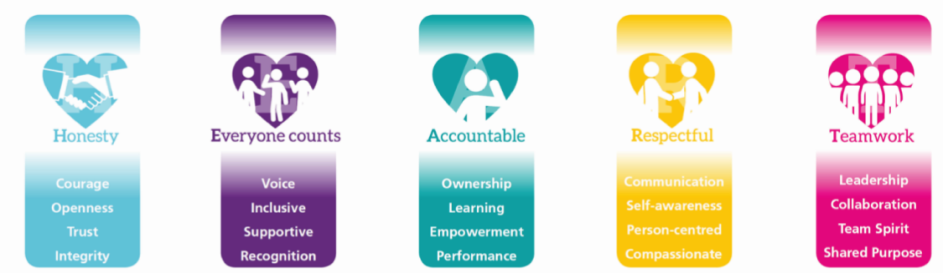 H
Honesty
Courage
Openness
Trust
Integrity
E
Everyone counts
Voice
Inclusive
Supportive
Recognition
A
Accountable
Ownership
Learning
Empowerment
Performance
R
Respectful
Communication
Self-awareness
Person-centred
Compassionate
T
Teamwork
Leadership
Collaboration
Team Spirit
Shared Purpose